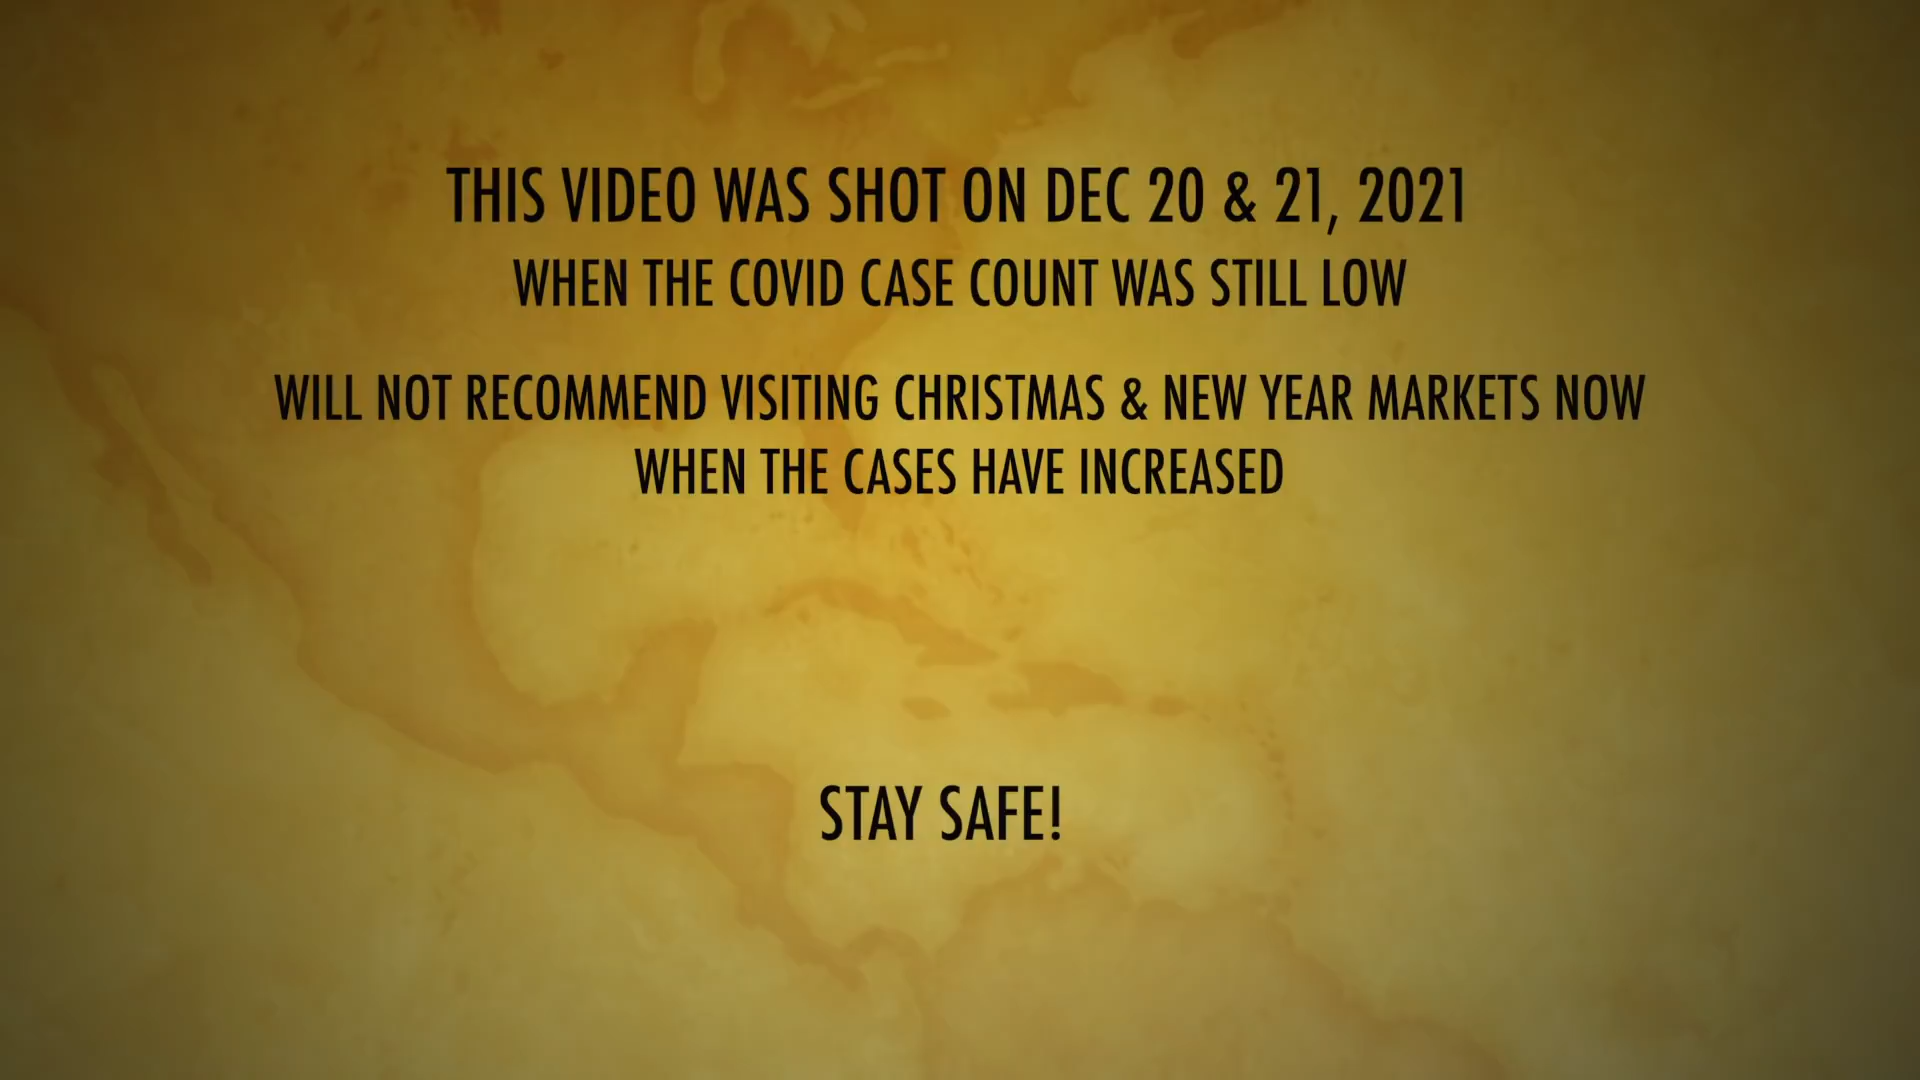 THIS VIDEO WAS SHOT ON DEC 20 & 21, 2021
WHEN THE COVID CASE COUNT WAS STILL LOW
WILL NOT RECOMMEND VISITING CHRISTMAS & NEW YEAR MARKETS NOW
WHEN THE CASES HAVE INCREASED
STAY SAFE!